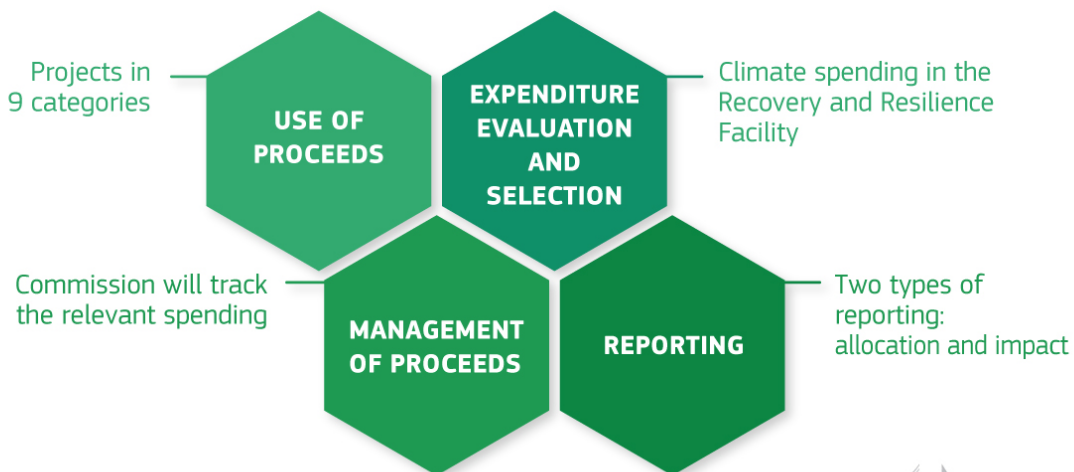 Projects in
9 categories
USE OF
PROCEEDS
EXPENDITURE
EVALUATION
AND
SELECTION
Climate spending in the
Recovery and Resilience
Facility
Commission will track
the relevant spending
MANAGEMENT
OF PROCEEDS
REPORTING
Two types of
reporting:
allocation and impact